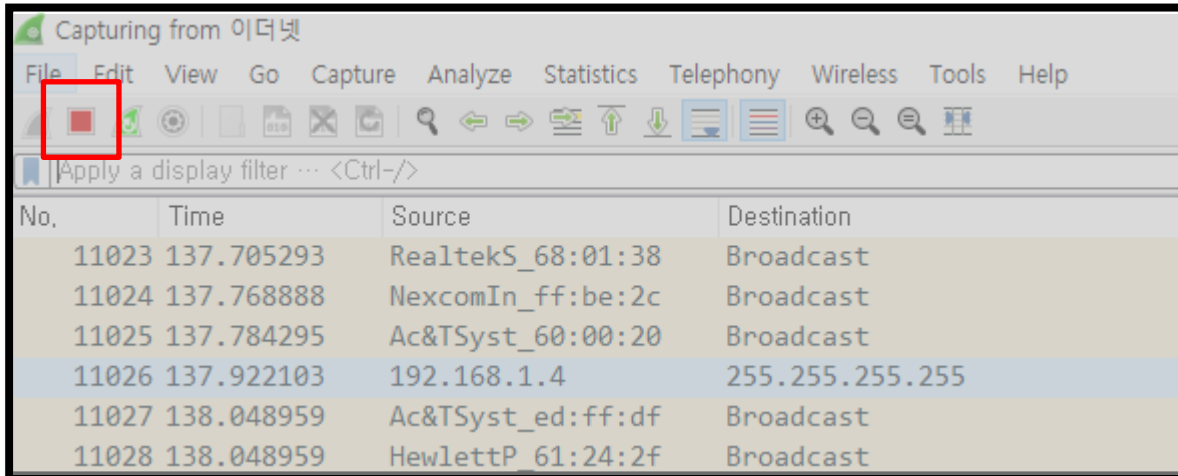 Capturing from 이더넷
File Edit View Go Capture Analyze Statistics Telephony Wireless Tools Help
Apply a display filter ··· <Ctrl-/>
No. Time Source Destination
11023 137.705293 RealtekS_68:01:38 Broadcast
11024 137.768888 NexcomIn_ff:be:2c Broadcast
11025 137.784295 Ac&TSyst_60:00:20 Broadcast
11026 137.922103 192.168.1.4 255.255.255.255
11027 138.048959 Ac&TSyst_ed:ff:df Broadcast
11028 138.048959 HewlettP_61:24:2f Broadcast